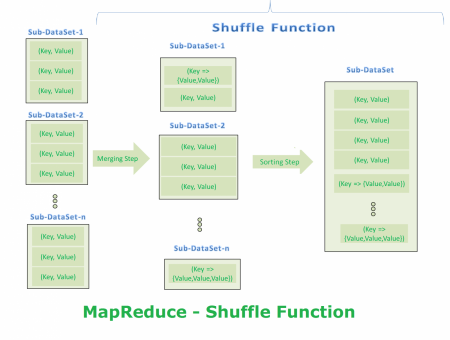 Shuffle Function
Sub-DataSet-1
(Key, Value)
(Key, Value)
(Key, Value)
Sub-DataSet-2
(Key, Value)
(Key, Value)
(Key, Value)
Sub-DataSet-n
(Key, Value)
(Key, Value)
(Key, Value)
Merging Step
Sub-DataSet-1
(Key =>
{Value,Value})
(Key, Value)
Sub-DataSet-2
(Key, Value)
(Key, Value)
(Key, Value)
Sub-DataSet-n
(Key =>
{Value,Value,Value})
Sorting Step
Sub-DataSet
(Key, Value)
(Key, Value)
(Key, Value)
(Key, Value)
(Key => {Value,Value})
(Key =>
{Value,Value,Value})
MapReduce - Shuffle Function